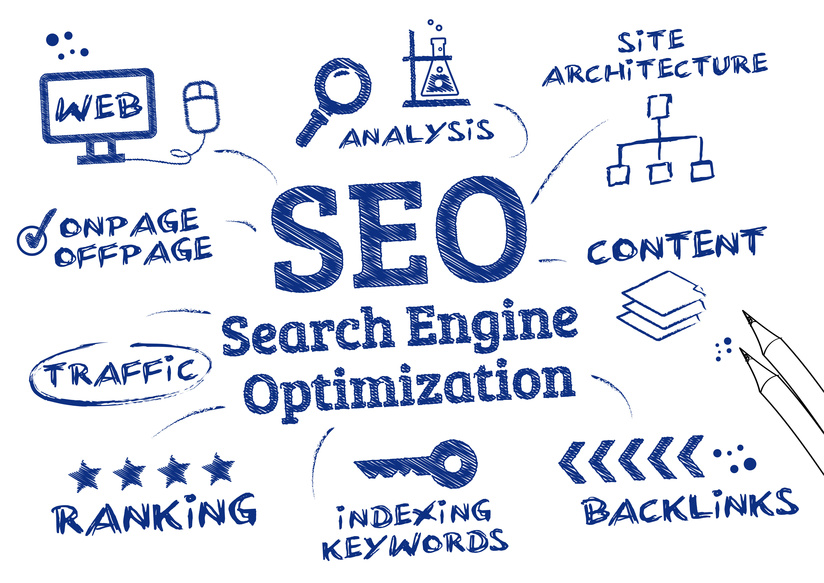 WEB
ANALYSIS
SITE
ARCHITECTURE
ONPAGE
OFFPAGE
SEO
Search Engine
Optimization
CONTENT
TRAFFIC
RANKING
INDEXING
KEYWORDS
BACKLINKS